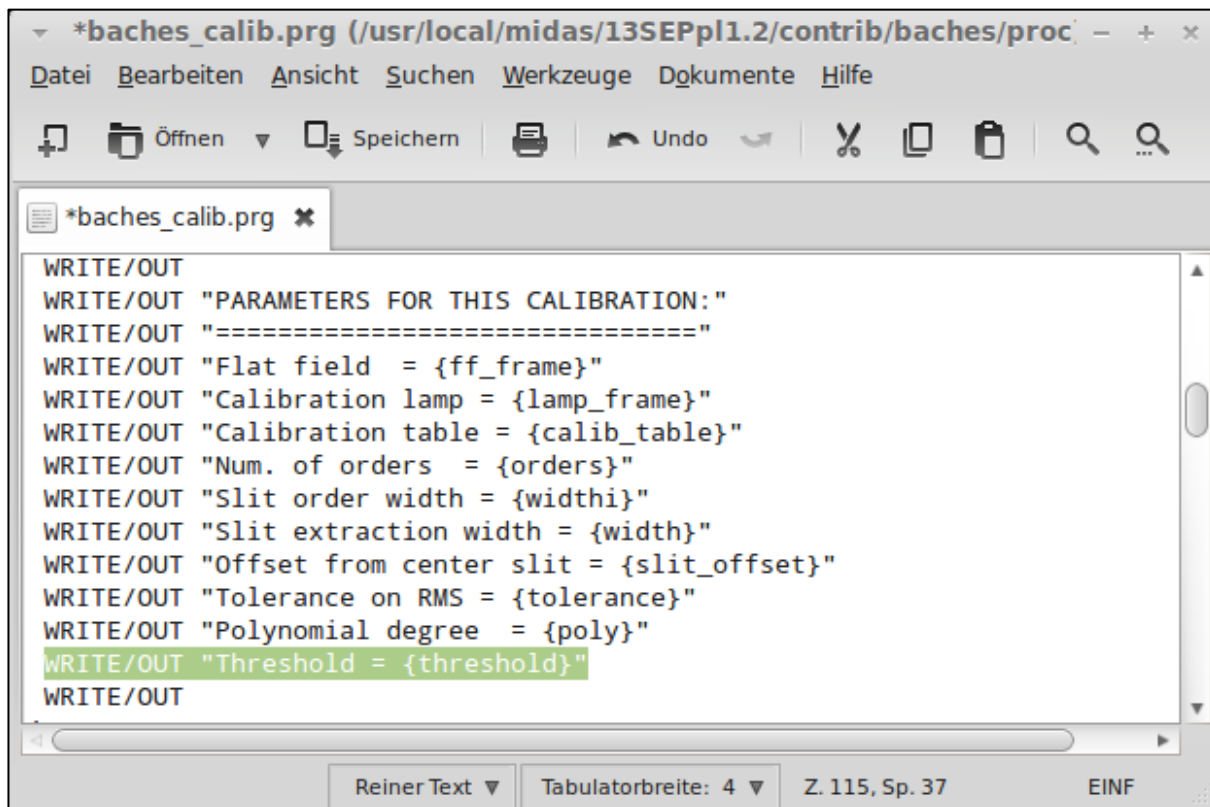 *baches_calib.prg (/usr/local/midas/13SEPpl1.2/contrib/baches/proc
Datei Bearbeiten Ansicht Suchen Werkzeuge Dokumente Hilfe
Öffnen Speichern Undo
*baches_calib.prg
WRITE/OUT
WRITE/OUT "PARAMETERS FOR THIS CALIBRATION:"
WRITE/OUT "==============================="
WRITE/OUT "Flat field  = {ff_frame}"
WRITE/OUT "Calibration lamp = {lamp_frame}"
WRITE/OUT "Calibration table = {calib_table}"
WRITE/OUT "Num. of orders  = {orders}"
WRITE/OUT "Slit order width = {widthi}"
WRITE/OUT "Slit extraction width = {width}"
WRITE/OUT "Offset from center slit = {slit_offset}"
WRITE/OUT "Tolerance on RMS = {tolerance}"
WRITE/OUT "Polynomial degree  = {poly}"
WRITE/OUT "Threshold = {threshold}"
WRITE/OUT
Reiner Text Tabulatorbreite: 4 Z. 115, Sp. 37 EINF